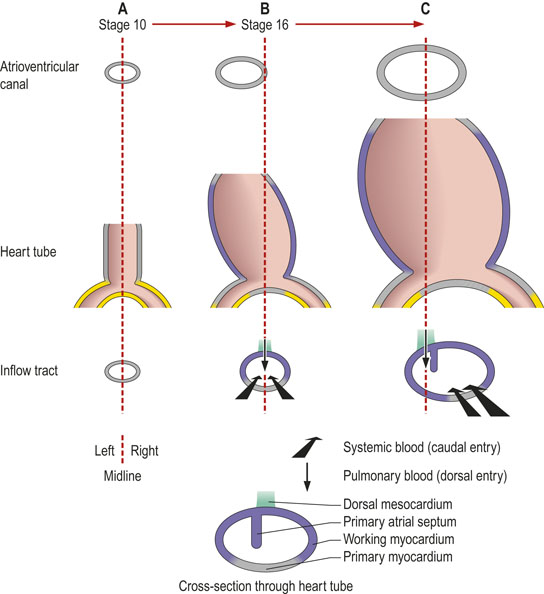 A B C
Stage 10 Stage 16
Atrioventricular
canal
Heart tube
Inflow tract
Left Right
Midline
Systemic blood (caudal entry)
Pulmonary blood (dorsal entry)
Dorsal mesocardium
Primary atrial septum
Working myocardium
Primary myocardium
Cross-section through heart tube